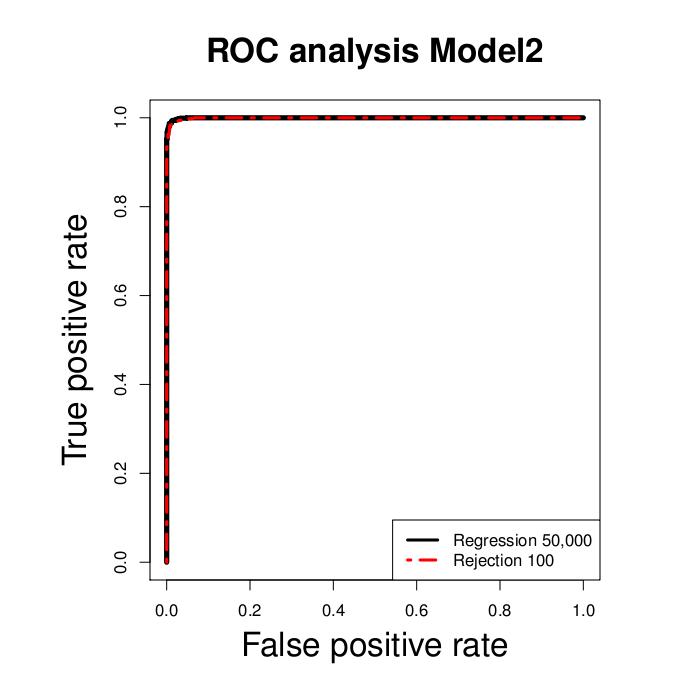 ROC analysis Model2
True positive rate
1.0
0.8
0.6
0.4
0.2
0.0
Regression 50,000
Rejection 100
0.0 0.2 0.4 0.6 0.8 1.0
False positive rate